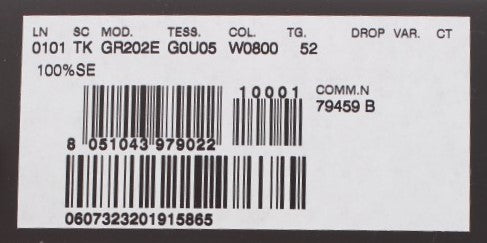 LN SC MOD. TESS. COL. TG. DROP VAR. CT
0101 TK GR202E G0U05 W0800 52
100%SE
10001 COMM.N
79459 B
8 051043 979022
0607323201915865